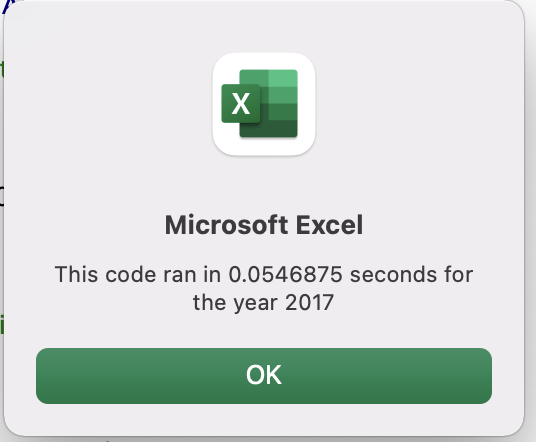 X
Microsoft Excel
This code ran in 0.0546875 seconds for
the year 2017
OK